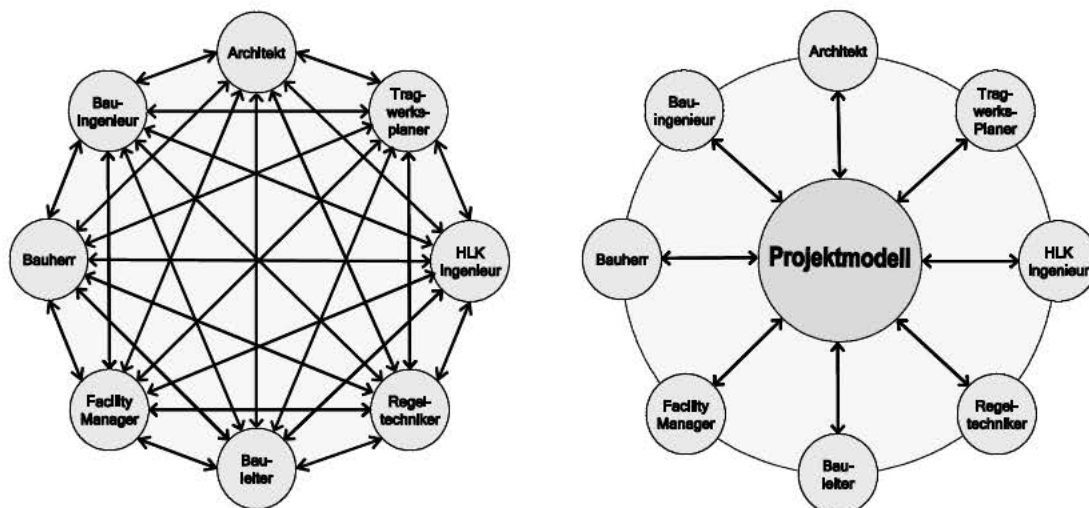 Architekt
Bau-
ingenieur
Trag-
werks-
planer
Bauherr
HLK
Ingenieur
Facility
Manager
Regel-
techniker
Bau-
leiter
Architekt
Bau-
ingenieur
Trag-
werks-
Planer
Bauherr
Projektmodell
HLK
Ingenieur
Facility
Manager
Regel-
techniker
Bau-
leiter